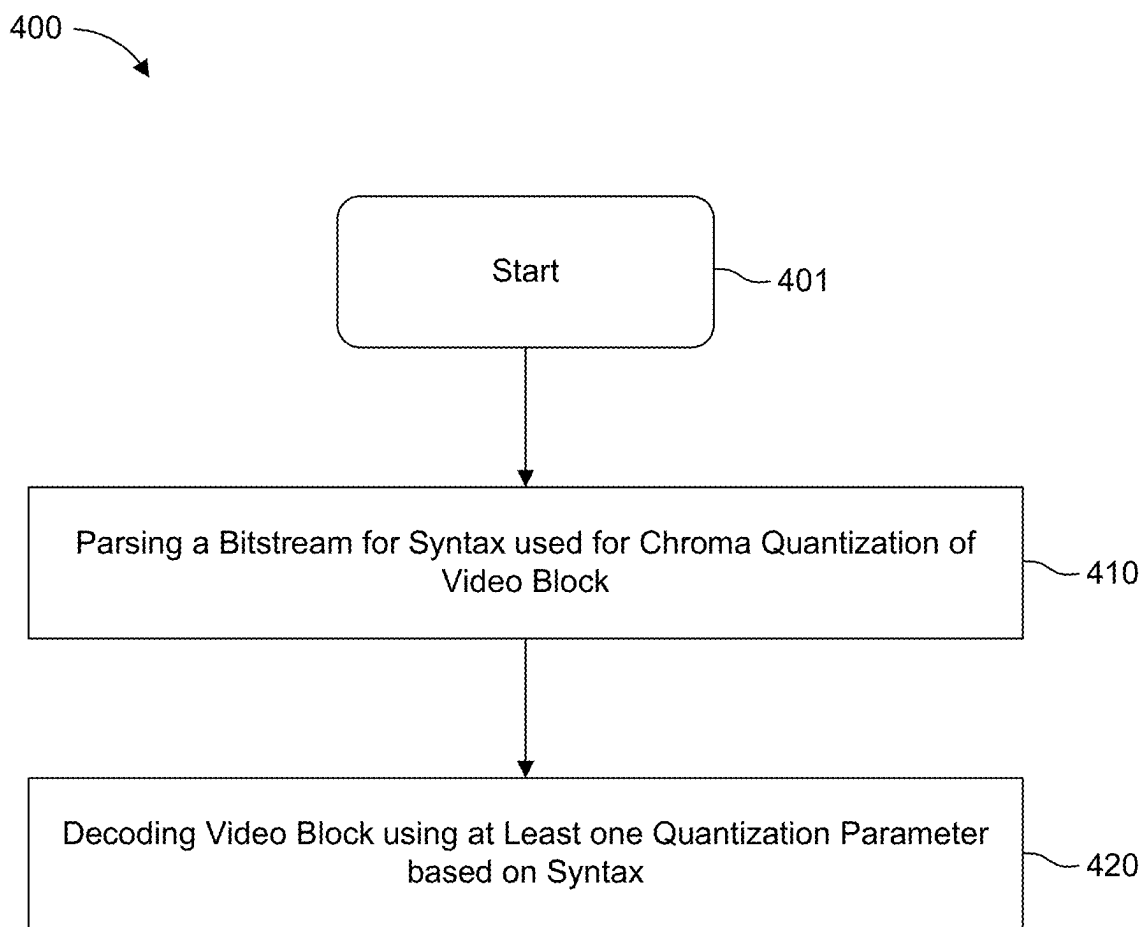 400
Start
401
Parsing a Bitstream for Syntax used for Chroma Quantization of
Video Block
410
Decoding Video Block using at Least one Quantization Parameter
based on Syntax
420